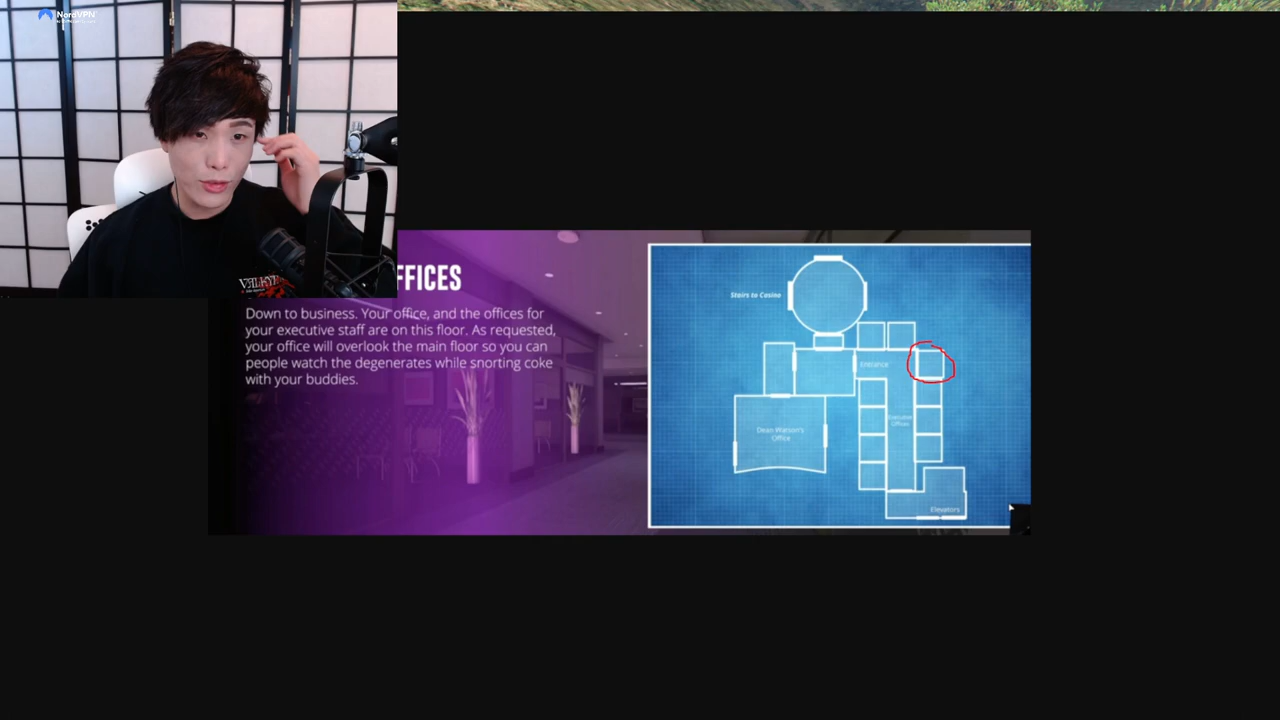 NordVPN
FFICES
Down to business. Your office, and the offices for
your executive staff are on this floor. As requested,
your office will overlook the main floor so you can
people watch the degenerates while snorting coke
with your buddies.
Stairs to Casino
Entrance
Executive
Offices
Dean Watson's
Office
Elevators